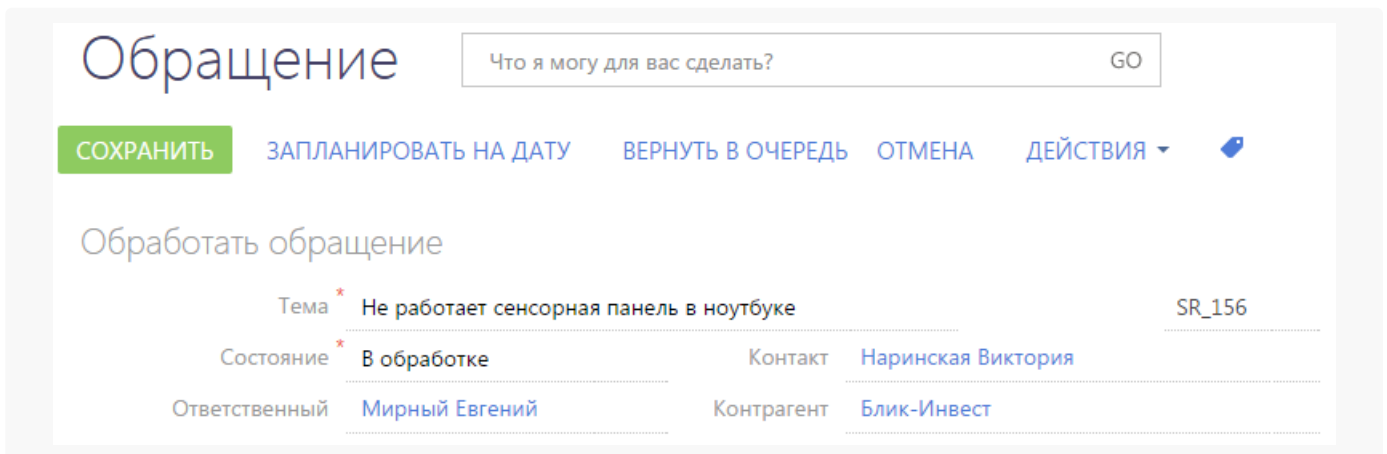 Обращение Что я могу для вас сделать? GO
СОХРАНИТЬ ЗАПЛАНИРОВАТЬ НА ДАТУ ВЕРНУТЬ В ОЧЕРЕДЬ ОТМЕНА ДЕЙСТВИЯ
Обработать обращение
Тема * Не работает сенсорная панель в ноутбуке SR_156
Состояние * В обработке Контакт Наринская Виктория
Ответственный Мирный Евгений Контрагент Блик-Инвест